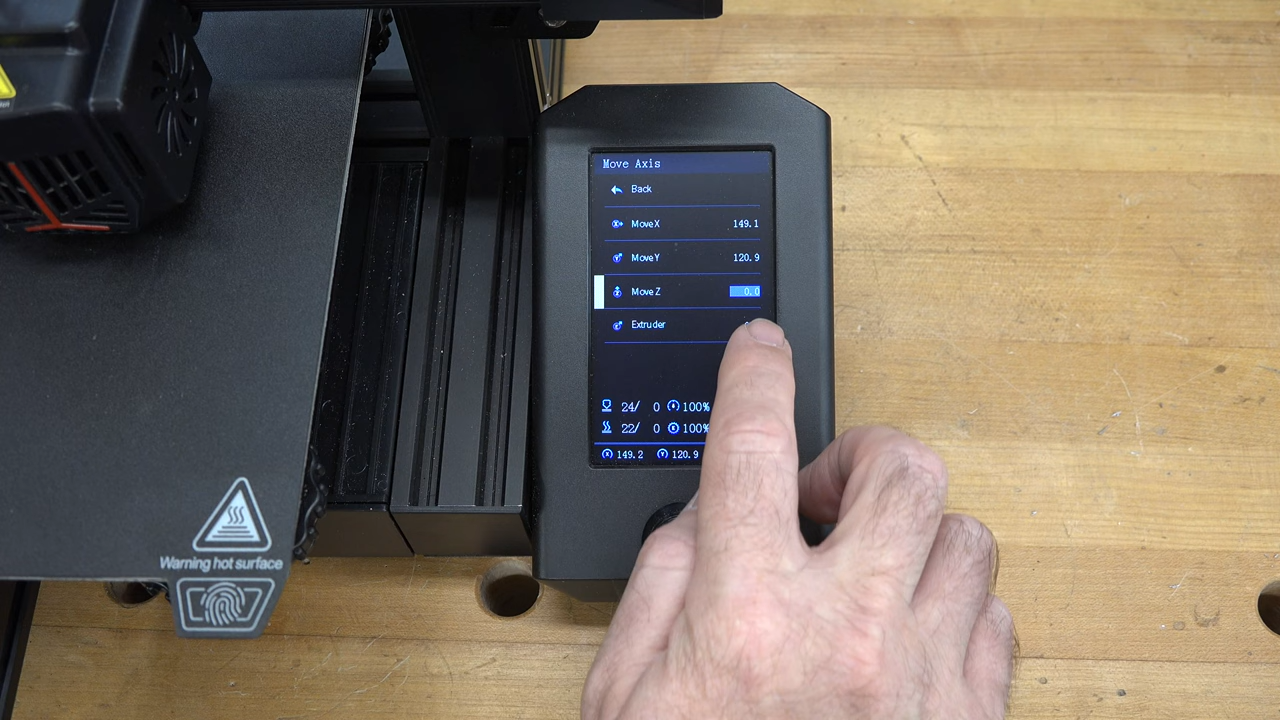 Move Axis
Back
Move X 149.1
Move Y 120.9
Move Z 0.0
Extruder
24/ 0 100%
22/ 0 100%
X 149.2 Y 120.9
Warning hot surface